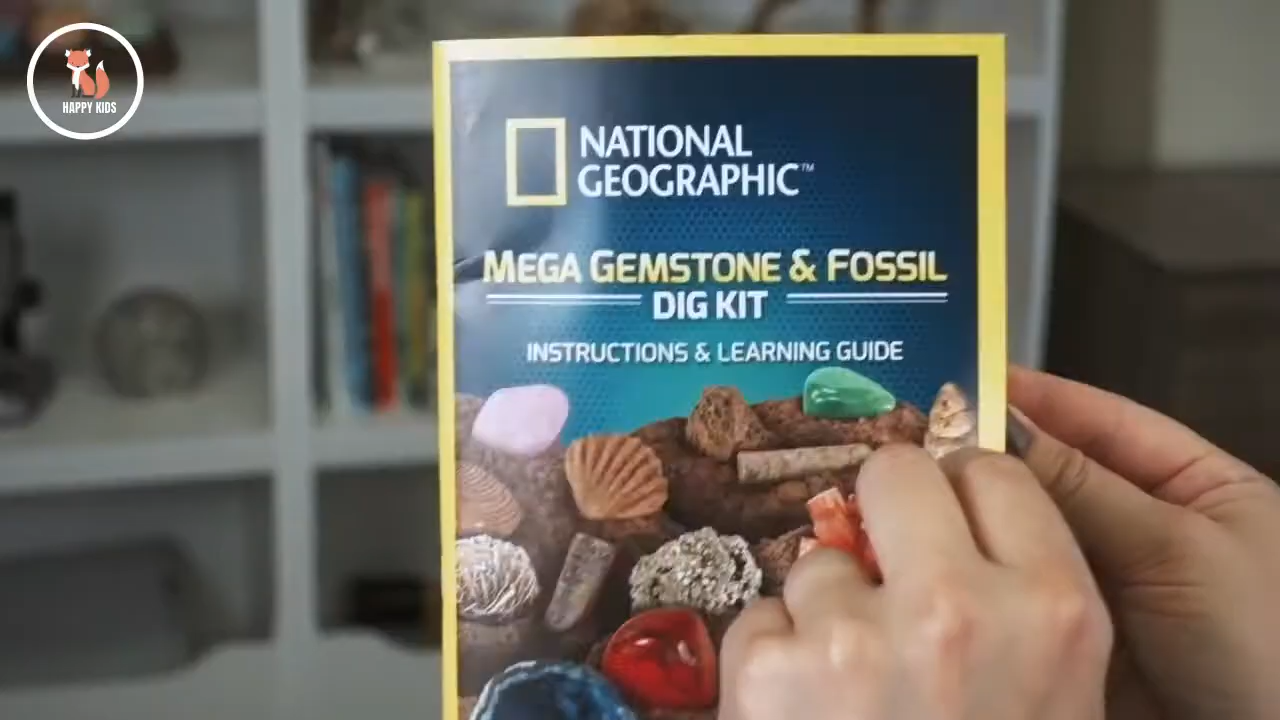 HAPPY KIDS
NATIONAL
GEOGRAPHIC™
MEGA GEMSTONE & FOSSIL
DIG KIT
INSTRUCTIONS & LEARNING GUIDE